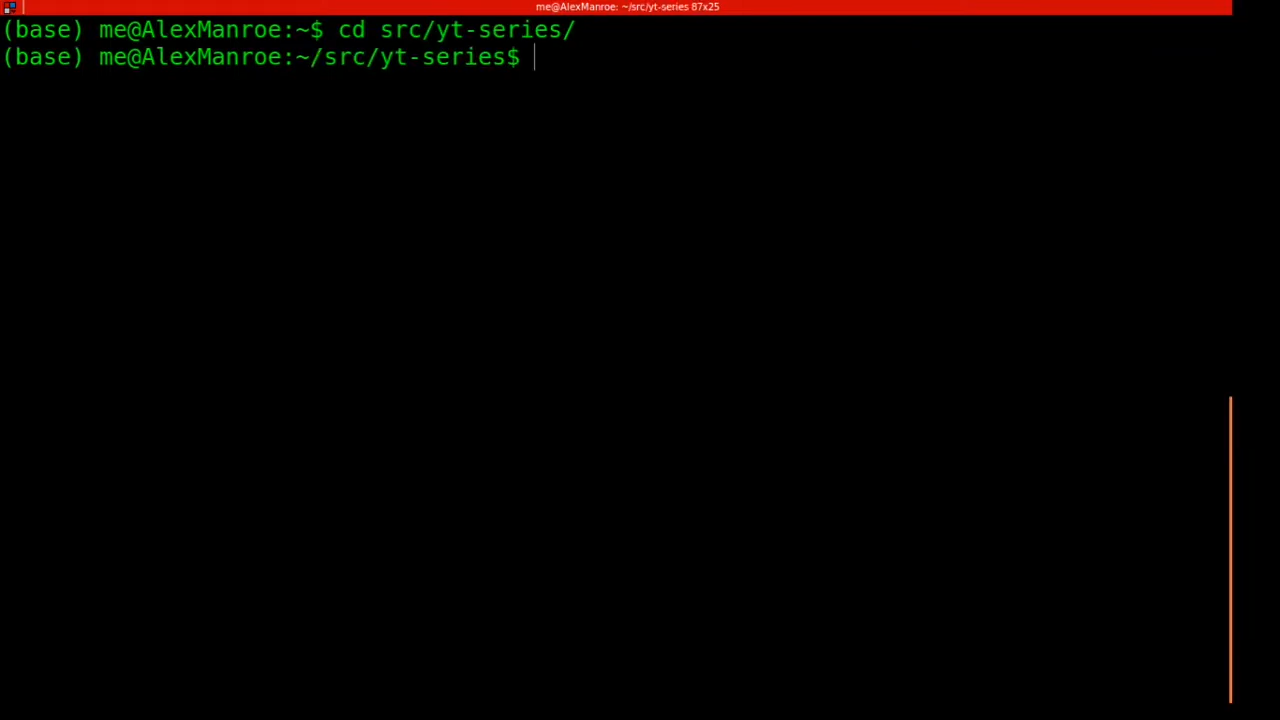 me@AlexManroe: ~/src/yt-series 87x25
(base) me@AlexManroe:~$ cd src/yt-series/
(base) me@AlexManroe:~/src/yt-series$